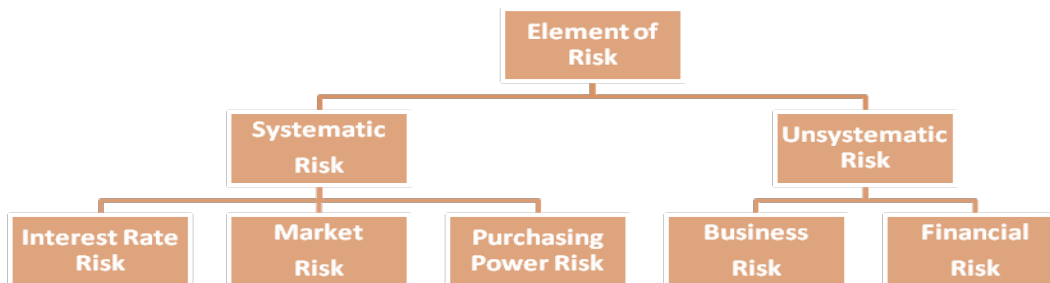 Element of
Risk
Systematic
Risk
Unsystematic
Risk
Interest Rate
Risk
Market
Risk
Purchasing
Power Risk
Business
Risk
Financial
Risk